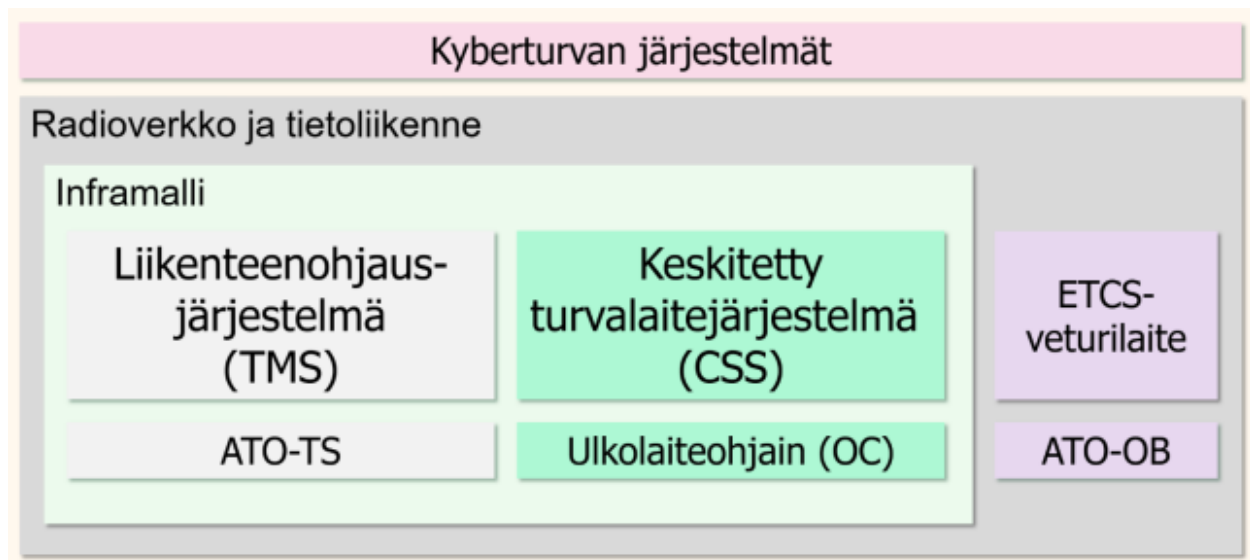 Kyberturvan järjestelmät
Radioverkko ja tietoliikenne
Inframalli
Liikenteenohjaus-
järjestelmä
(TMS)
Keskitetty
turvalaitejärjestelmä
(CSS)
ETCS-
veturilaite
ATO-TS
Ulkolaiteohjain (OC)
ATO-OB